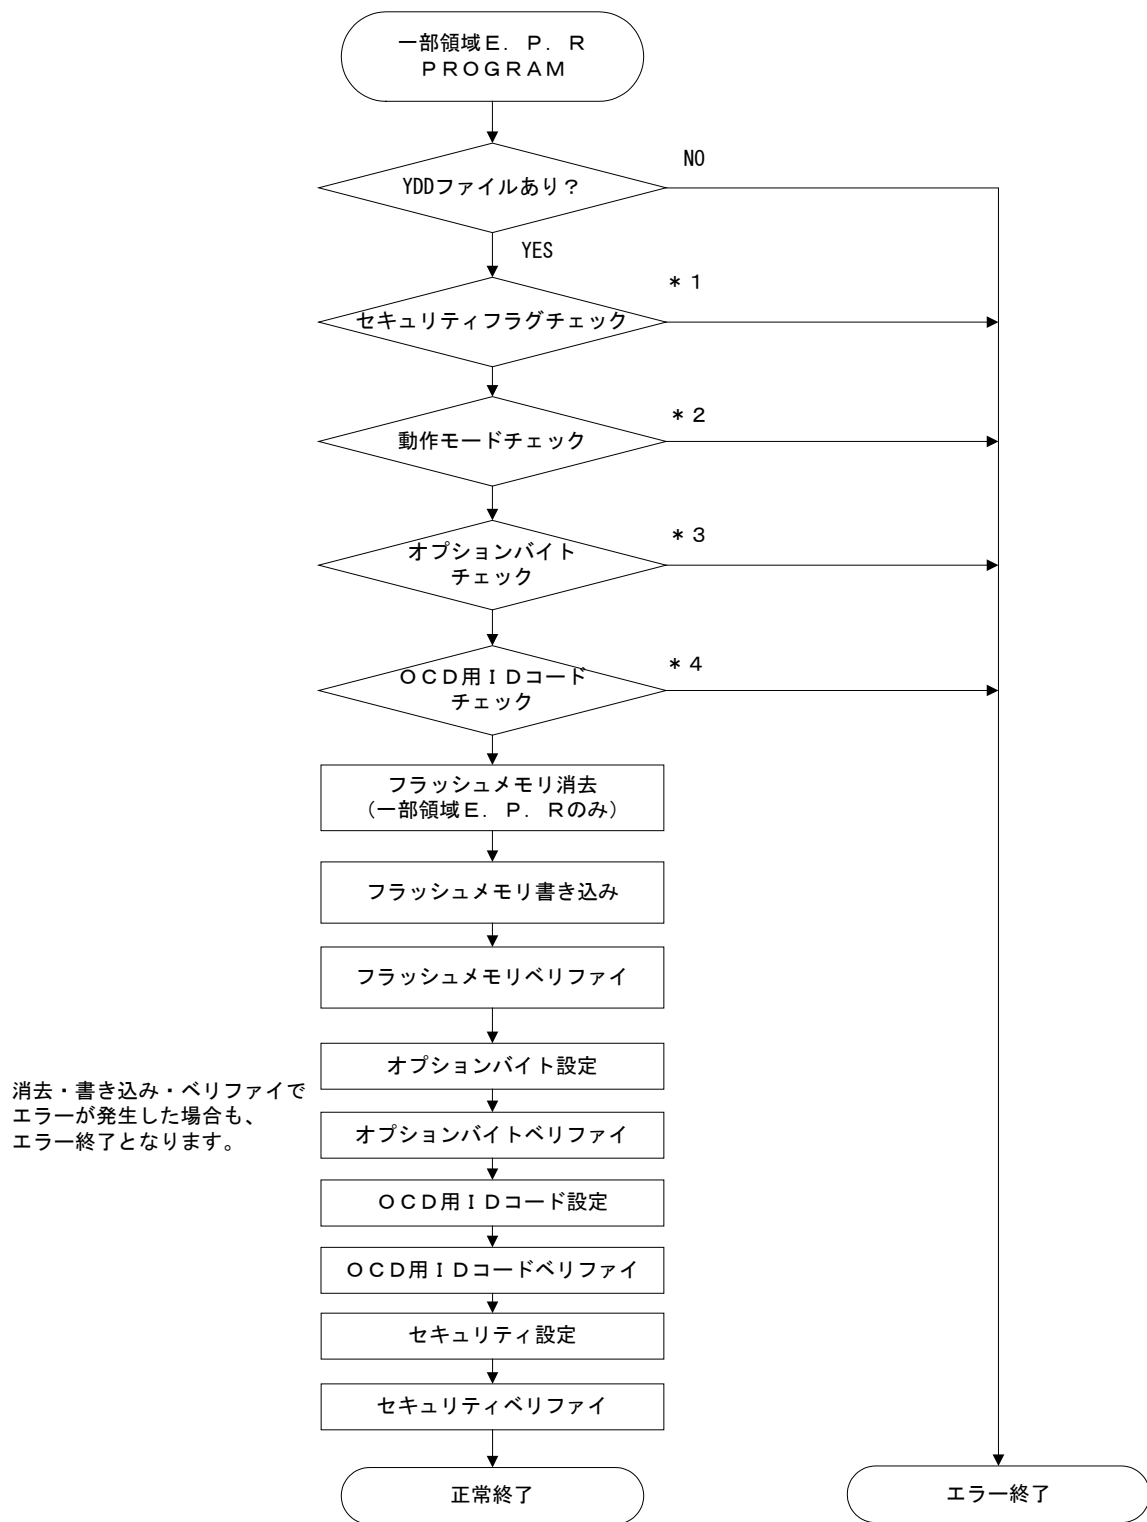 一部領域Ｅ．Ｐ．Ｒ
ＰＲＯＧＲＡＭ
YDDファイルあり？
NO
YES
セキュリティフラグチェック
＊１
動作モードチェック
＊２
オプションバイト
チェック
＊３
ＯＣＤ用ＩＤコード
チェック
＊４
フラッシュメモリ消去
（一部領域Ｅ．Ｐ．Ｒのみ）
フラッシュメモリ書き込み
フラッシュメモリベリファイ
オプションバイト設定
消去・書き込み・ベリファイで
エラーが発生した場合も、
エラー終了となります。
オプションバイトベリファイ
ＯＣＤ用ＩＤコード設定
ＯＣＤ用ＩＤコードベリファイ
セキュリティ設定
セキュリティベリファイ
正常終了
エラー終了